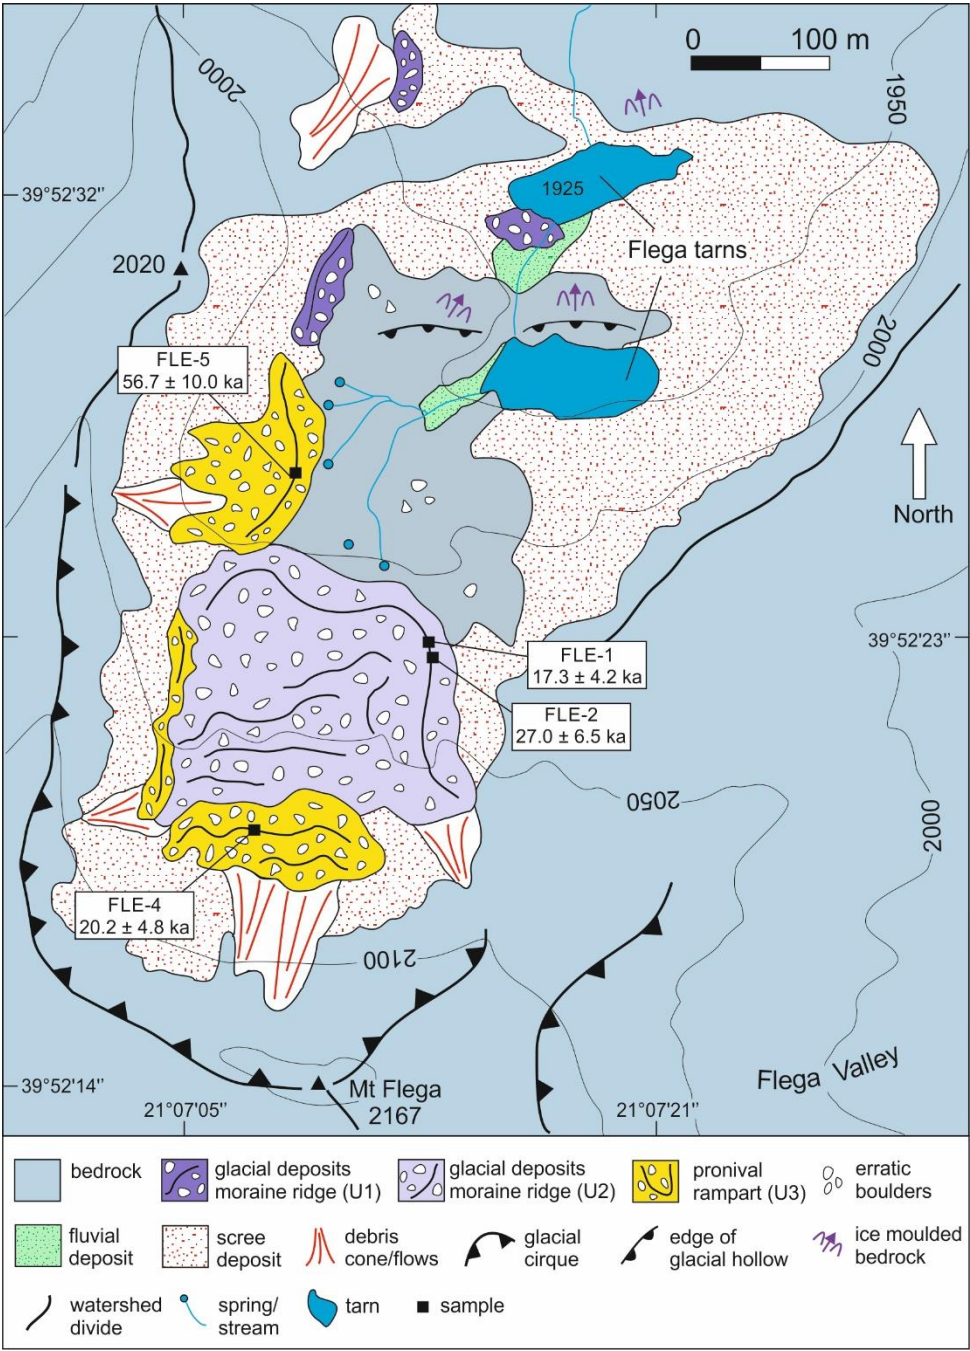 0 100 m
2000
1950
39°52'32''
1925
2020
Flega tarns
2000
FLE-5
56.7 ± 10.0 ka
North
39°52'23''
FLE-1
17.3 ± 4.2 ka
FLE-2
27.0 ± 6.5 ka
2050
2000
FLE-4
20.2 ± 4.8 ka
2100
Flega Valley
39°52'14''
Mt Flega
2167
21°07'05''
21°07'21''
bedrock
glacial deposits
moraine ridge (U1)
glacial deposits
moraine ridge (U2)
pronival
rampart (U3)
erratic
boulders
fluvial
deposit
scree
deposit
debris
cone/flows
glacial
cirque
edge of
glacial hollow
ice moulded
bedrock
watershed
divide
spring/
stream
tarn
sample